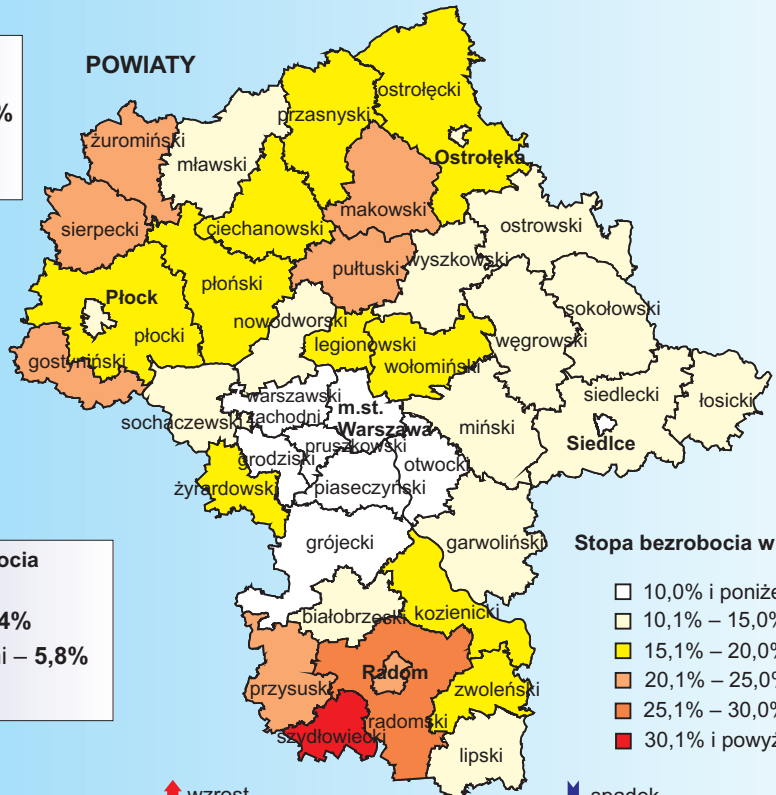 POWIATY
%
ostrołęcki
przasnyski
żuromiński
mławski
Ostrołęka
makowski
sierpecki
ciechanowski
ostrowski
wyszkowski
pułtuski
płoński
sokołowski
Płock
nowodworski
płocki
legionowski
węgrowski
gostyniński
wołomiński
siedlecki
łosicki
warszawski
zachodni
m.st.
Warszawa
sochaczewski
miński
Siedlce
pruszkowski
grodziski
otwocki
żyrardowski
piaseczyński
grójecki
garwoliński
Stopa bezrobocia w
ocia
4%
i – 5,8%
10,0% i poniże
10,1% – 15,0%
15,1% – 20,0%
20,1% – 25,0%
25,1% – 30,0%
30,1% i powyż
białobrzeski
kozienicki
Radom
przysuski
zwoleński
radomski
szydłowiecki
lipski
wzrost
spadek